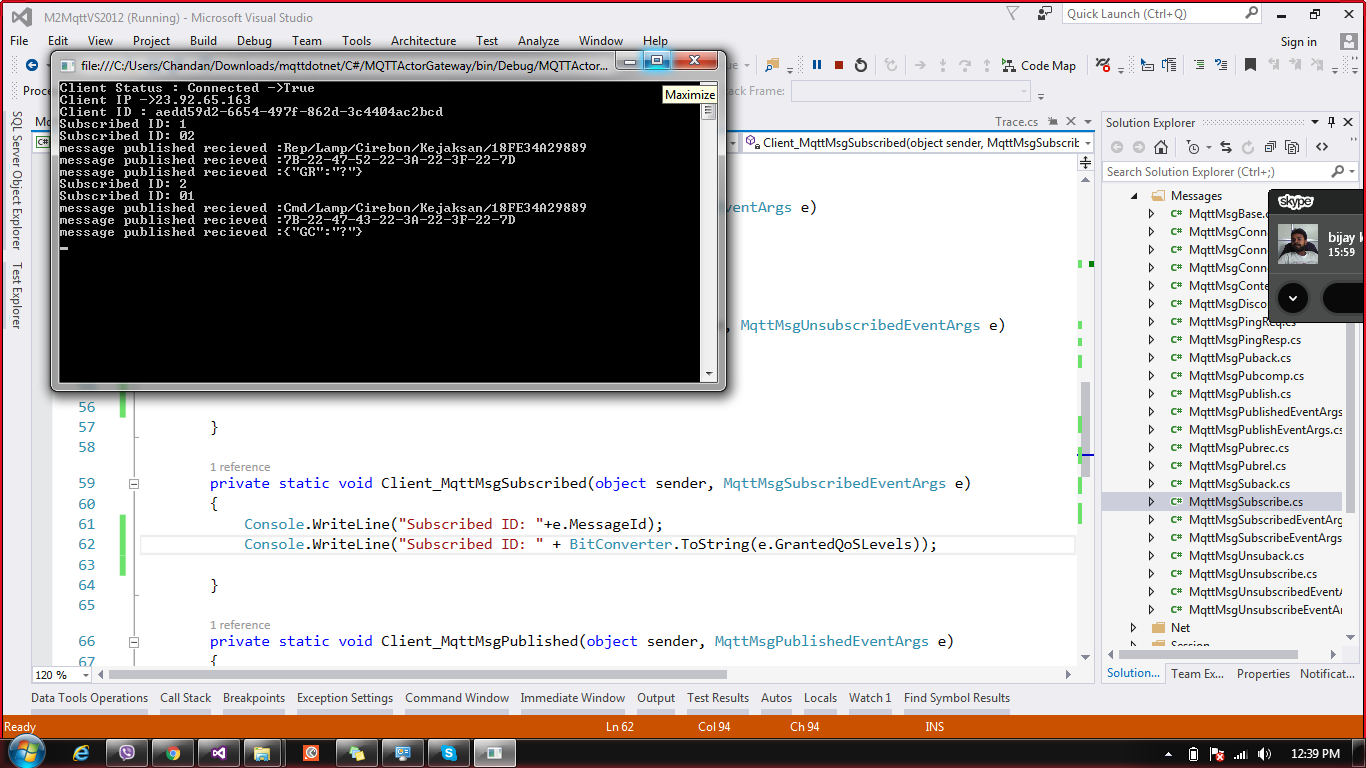 M2MqttVS2012 (Running) - Microsoft Visual Studio
Quick Launch (Ctrl+Q)
File Edit View Project Build Debug Team Tools Architecture Test Analyze Window Help
Sign in
file:///C:/Users/Chandan/Downloads/mqttdotnet/C#/MQTTActorGateway/bin/Debug/MQTTActor...
Code Map
Maximize
Client Status : Connected ->True
Client IP ->23.92.65.163
Client ID : aedd59d2-6654-497f-862d-3c4404ac2bcd
Subscribed ID: 1
Subscribed ID: 02
message published recieved :Rep/Lamp/Cirebon/Kejaksan/18FE34A29889
message published recieved :7B-22-47-52-22-3A-22-3F-22-7D
message published recieved :{"GR":"?"}
Subscribed ID: 2
Subscribed ID: 01
message published recieved :Cmd/Lamp/Cirebon/Kejaksan/18FE34A29889
message published recieved :7B-22-47-43-22-3A-22-3F-22-7D
message published recieved :{"GC":"?"}
Frame:
Trace.cs
Client_MqttMsgSubscribed(object sender, MqttMsgSubscrib
SQL Server Object Explorer
Test Explorer
ventArgs e)
, MqttMsgUnsubscribedEventArgs e)
56
57 }
58
1 reference
59 private static void Client_MqttMsgSubscribed(object sender, MqttMsgSubscribedEventArgs e)
60 {
61 Console.WriteLine("Subscribed ID: "+e.MessageId);
62 Console.WriteLine("Subscribed ID: " + BitConverter.ToString(e.GrantedQoSLevels));
63
64 }
65
1 reference
66 private static void Client_MqttMsgPublished(object sender, MqttMsgPublishedEventArgs e)
67 {
120 %
Solution Explorer
Search Solution Explorer (Ctrl+;)
Messages
C# MqttMsgBase.c
C# MqttMsgConna
C# MqttMsgConne
C# MqttMsgConne
C# MqttMsgConte
C# MqttMsgDisco
C# MqttMsgPingReq.cs
C# MqttMsgPingResp.cs
C# MqttMsgPuback.cs
C# MqttMsgPubcomp.cs
C# MqttMsgPublish.cs
C# MqttMsgPublishedEventArgs
C# MqttMsgPublishEventArgs.cs
C# MqttMsgPubrec.cs
C# MqttMsgPubrel.cs
C# MqttMsgSuback.cs
C# MqttMsgSubscribe.cs
C# MqttMsgSubscribedEventArg
C# MqttMsgSubscribeEventArgs
C# MqttMsgUnsuback.cs
C# MqttMsgUnsubscribe.cs
C# MqttMsgUnsubscribedEventA
C# MqttMsgUnsubscribeEventAr
Net
Session
skype
bijay k
15:59
Solution... Team Ex... Properties Notificat...
Data Tools Operations Call Stack Breakpoints Exception Settings Command Window Immediate Window Output Test Results Autos Locals Watch 1 Find Symbol Results
Ready Ln 62 Col 94 Ch 94 INS
12:39 PM